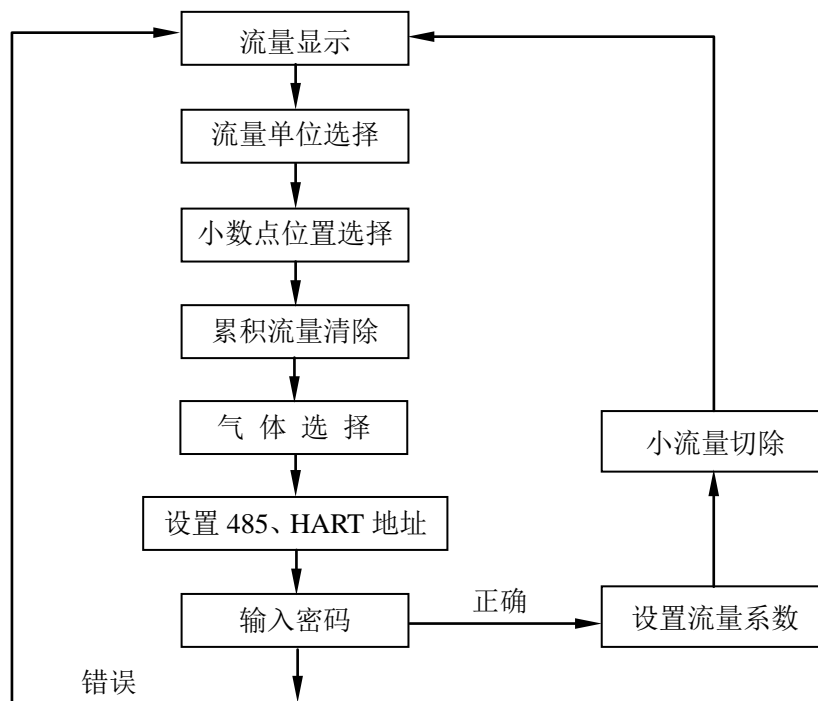 流量显示
流量单位选择
小数点位置选择
累积流量清除
气 体 选 择
小流量切除
设置 485、HART 地址
正确
输入密码
设置流量系数
错误